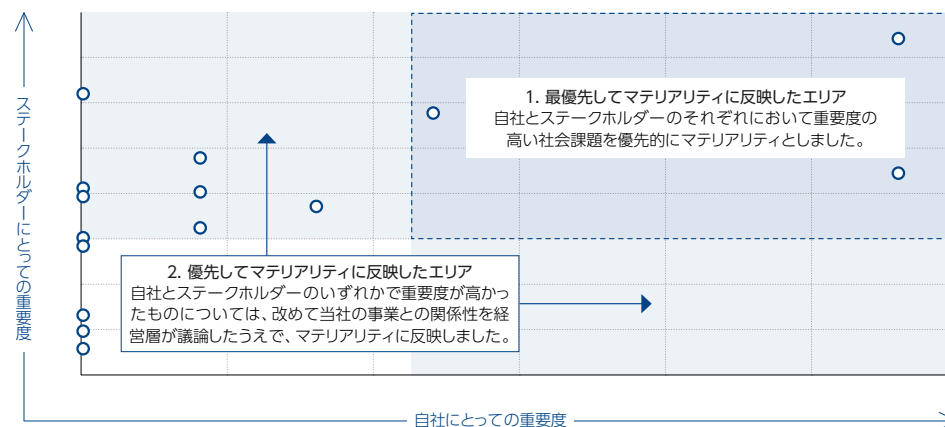 ステークホルダーにとっての重要度
1. 最優先してマテリアリティに反映したエリア
自社とステークホルダーのそれぞれにおいて重要度の
高い社会課題を優先的にマテリアリティとしました。
2. 優先してマテリアリティに反映したエリア
自社とステークホルダーのいずれかで重要度が高かっ
たものについては、改めて当社の事業との関係性を経
営層が議論したうえで、マテリアリティに反映しました。
自社にとっての重要度